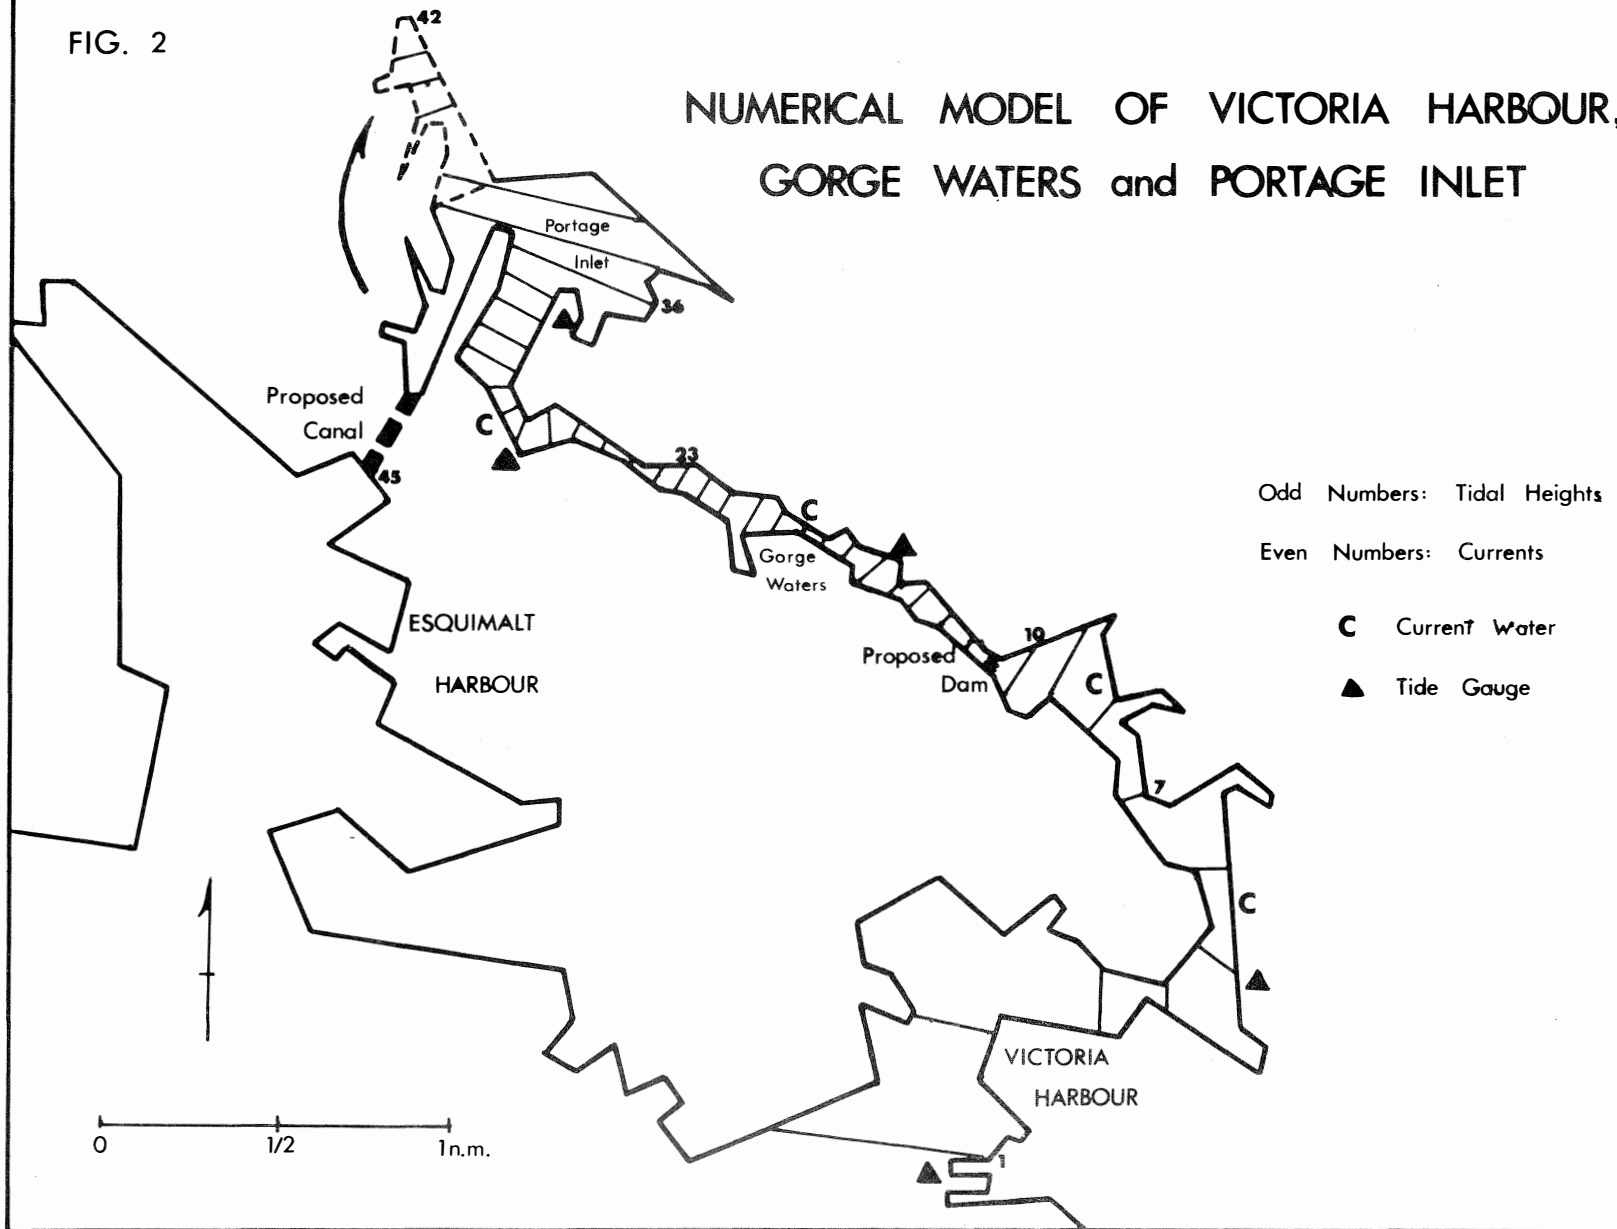 FIG. 2
42
NUMERICAL MODEL OF VICTORIA HARBOUR,
GORGE WATERS and PORTAGE INLET
Portage
Inlet
36
Proposed
Canal
C
45
23
C
Gorge
Waters
Odd Numbers: Tidal Heights
Even Numbers: Currents
C Current Water
Tide Gauge
ESQUIMALT
HARBOUR
10
Proposed
Dam
C
7
C
VICTORIA
HARBOUR
0 1/2 1 n.m.
1